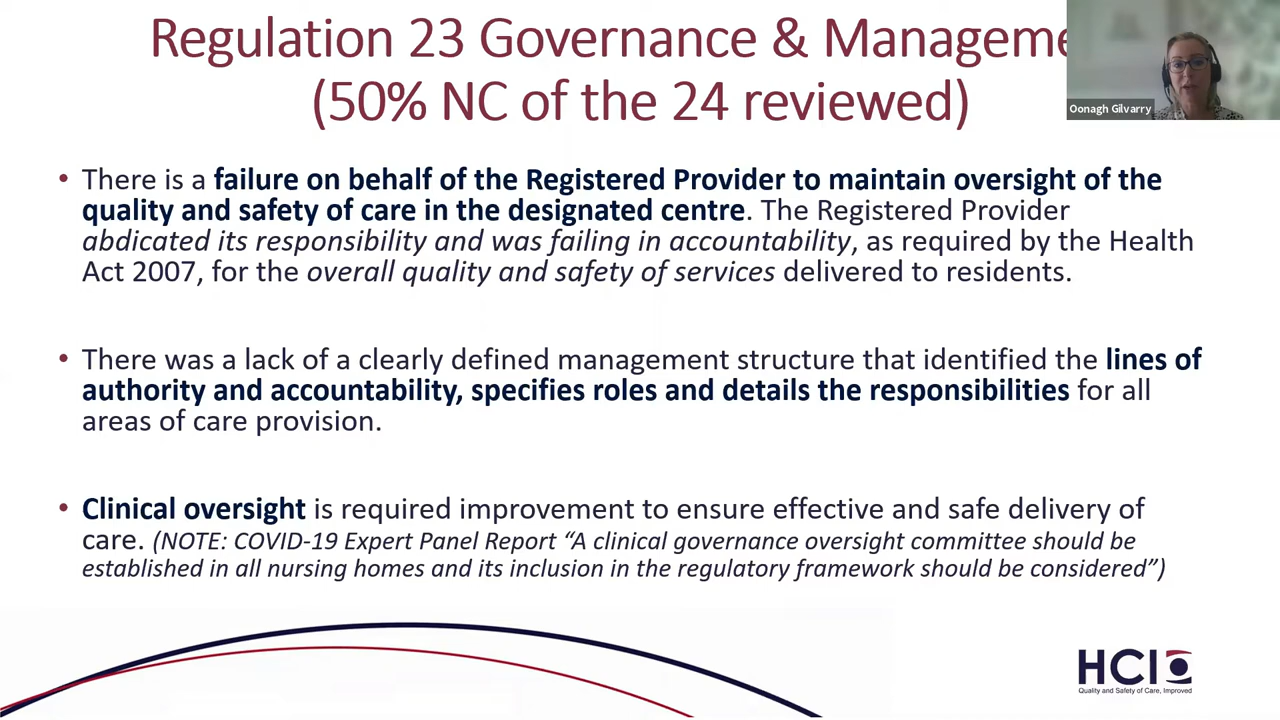 Regulation 23 Governance & Manageme
(50% NC of the 24 reviewed)
Oonagh Gilvarry
• There is a failure on behalf of the Registered Provider to maintain oversight of the
quality and safety of care in the designated centre. The Registered Provider
abdicated its responsibility and was failing in accountability, as required by the Health
Act 2007, for the overall quality and safety of services delivered to residents.
• There was a lack of a clearly defined management structure that identified the lines of
authority and accountability, specifies roles and details the responsibilities for all
areas of care provision.
• Clinical oversight is required improvement to ensure effective and safe delivery of
care. (NOTE: COVID-19 Expert Panel Report “A clinical governance oversight committee should be
established in all nursing homes and its inclusion in the regulatory framework should be considered”)
HCI
Quality and Safety of Care, Improved